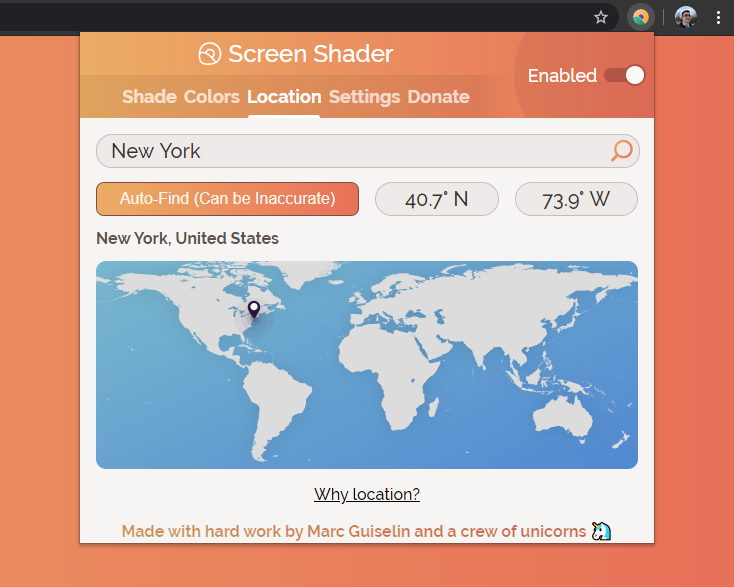 Screen Shader
Enabled
Shade Colors Location Settings Donate
New York
Auto-Find (Can be Inaccurate) 40.7° N 73.9° W
New York, United States
Why location?
Made with hard work by Marc Guiselin and a crew of unicorns 🦄